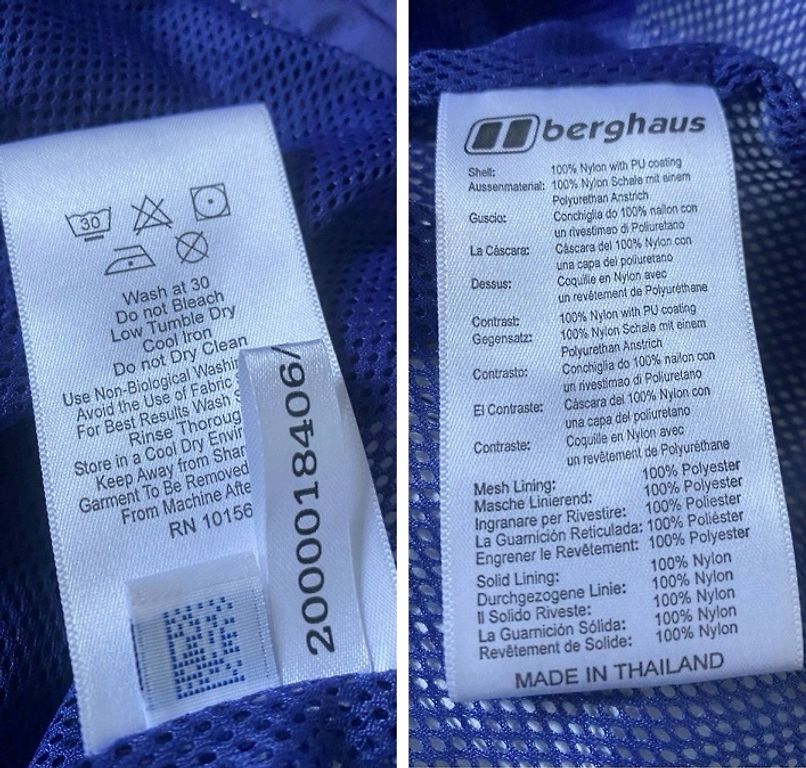 30
Wash at 30
Do not Bleach
Low Tumble Dry
Cool Iron
Do not Dry Clean
Use Non-Biological
Avoid the Use of Fabric
For Best Results Wash
Rinse
Store in a Cool Dry
Keep Away from
Garment To Be Removed
From Machine
RN 10156
2000018406/
berghaus
Shell: 100% Nylon with PU coating
Aussenmaterial: 100% Nylon Schale mit einem
Polyurethan Anstrich
Guscio: Conchiglia do 100% nailon con
un rivestimao di Poliuretano
La Cáscara: Cáscara del 100% Nylon con
una capa del poliuretano
Dessus: Coquille en Nylon avec
un revêtement de Polyuréthane
Contrast: 100% Nylon with PU coating
Gegensatz: 100% Nylon Schale mit einem
Polyurethan Anstrich
Contrasto: Conchiglia do 100% nailon con
un rivestimao di Poliuretano
El Contraste: Cáscara del 100% Nylon con
una capa del poliuretano
Contraste: Coquille en Nylon avec
un revêtement de Polyuréthane
Mesh Lining: 100% Polyester
Masche Linierend: 100% Polyester
Ingranare per Rivestire: 100% Poliester
La Guarnición Reticulada: 100% Poliéster
Engrener le Revêtement: 100% Polyester
Solid Lining: 100% Nylon
Durchgezogene Linie: 100% Nylon
Il Solido Riveste: 100% Nylon
La Guarnición Sólida: 100% Nylon
Revêtement de Solide: 100% Nylon
MADE IN THAILAND